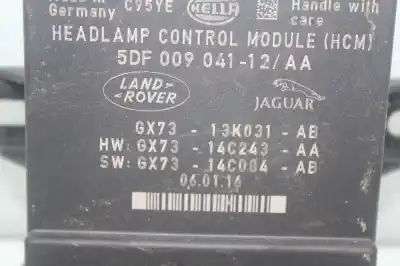 Germany C95YE HELLA Handle with
care
HEADLAMP CONTROL MODULE (HCM)
5DF 009 041-12/AA
LAND ROVER JAGUAR
GX73 - 13K031 - AB
HW: GX73 - 14C243 - AA
SW: GX73 - 14C004 - AB
06.01.16